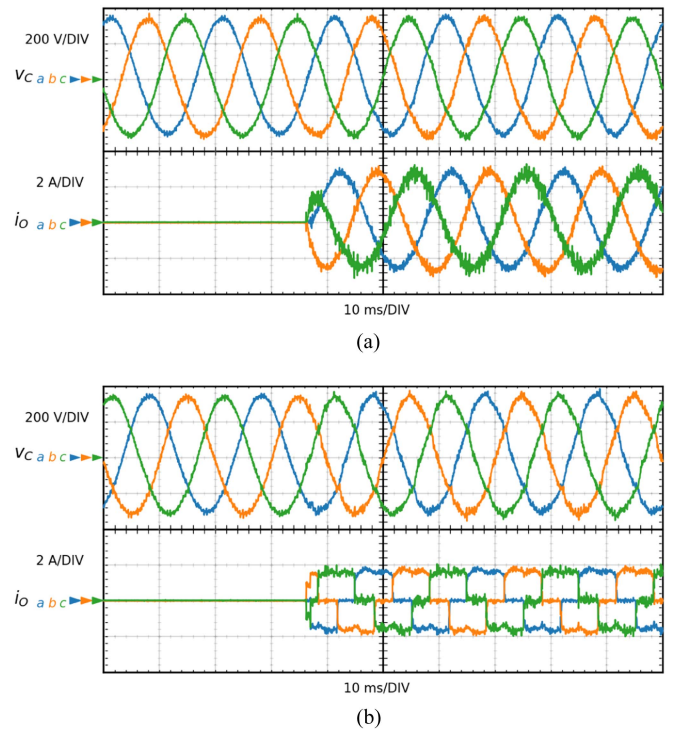 200 V/DIV
vC a b c
2 A/DIV
iO a b c
10 ms/DIV
(a)
200 V/DIV
vC a b c
2 A/DIV
iO a b c
10 ms/DIV
(b)